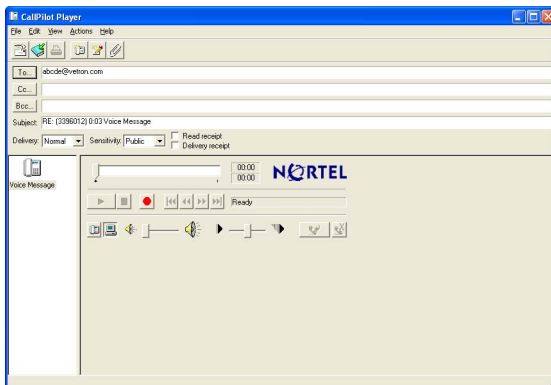 CallPilot Player
File Edit View Actions Help
To... abcde@vetron.com
Cc...
Bcc...
Subject: RE: (3396012) 0:03 Voice Message
Delivery: Normal Sensitivity: Public Read receipt
Delivery receipt
Voice Message
00:00
00:00
NORTEL
Ready